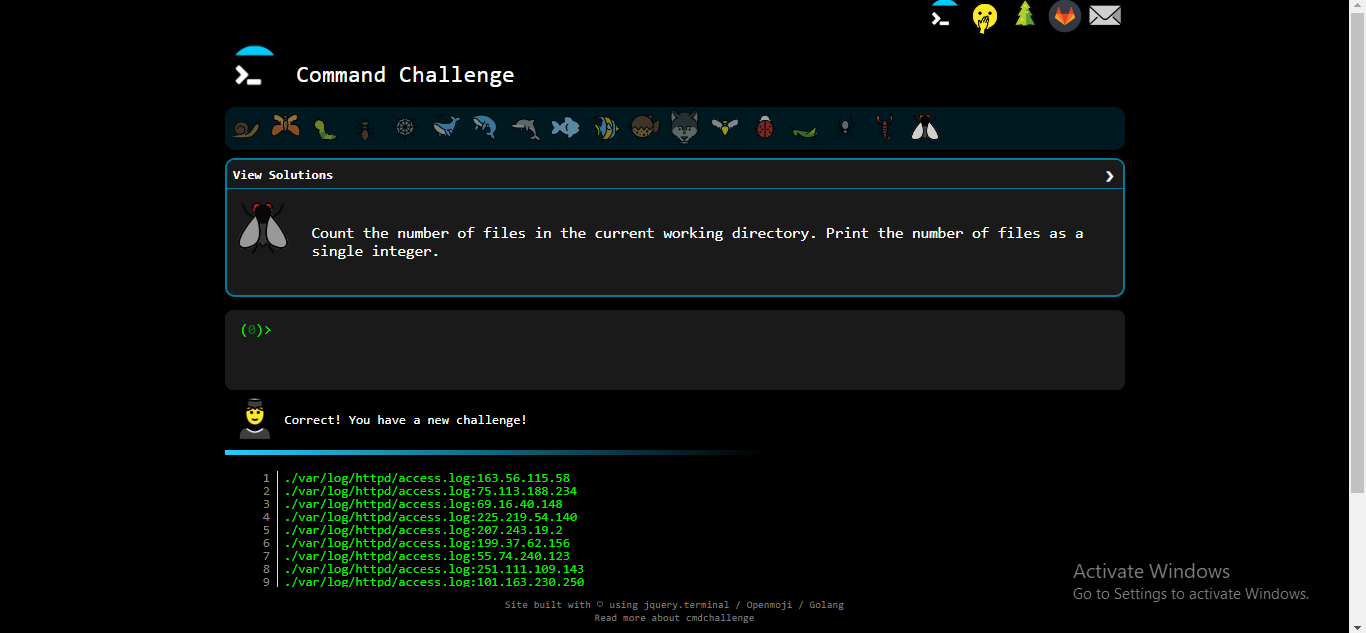 Command Challenge
View Solutions
Count the number of files in the current working directory. Print the number of files as a
single integer.
(0)>
Correct! You have a new challenge!
1 ./var/log/httpd/access.log:163.56.115.58
2 ./var/log/httpd/access.log:75.113.188.234
3 ./var/log/httpd/access.log:69.16.40.148
4 ./var/log/httpd/access.log:225.219.54.140
5 ./var/log/httpd/access.log:207.243.19.2
6 ./var/log/httpd/access.log:199.37.62.156
7 ./var/log/httpd/access.log:55.74.240.123
8 ./var/log/httpd/access.log:251.111.109.143
9 ./var/log/httpd/access.log:101.163.230.250
Activate Windows
Go to Settings to activate Windows.
Site built with ♡ using jquery.terminal / Openmoji / Golang
Read more about cmdchallenge